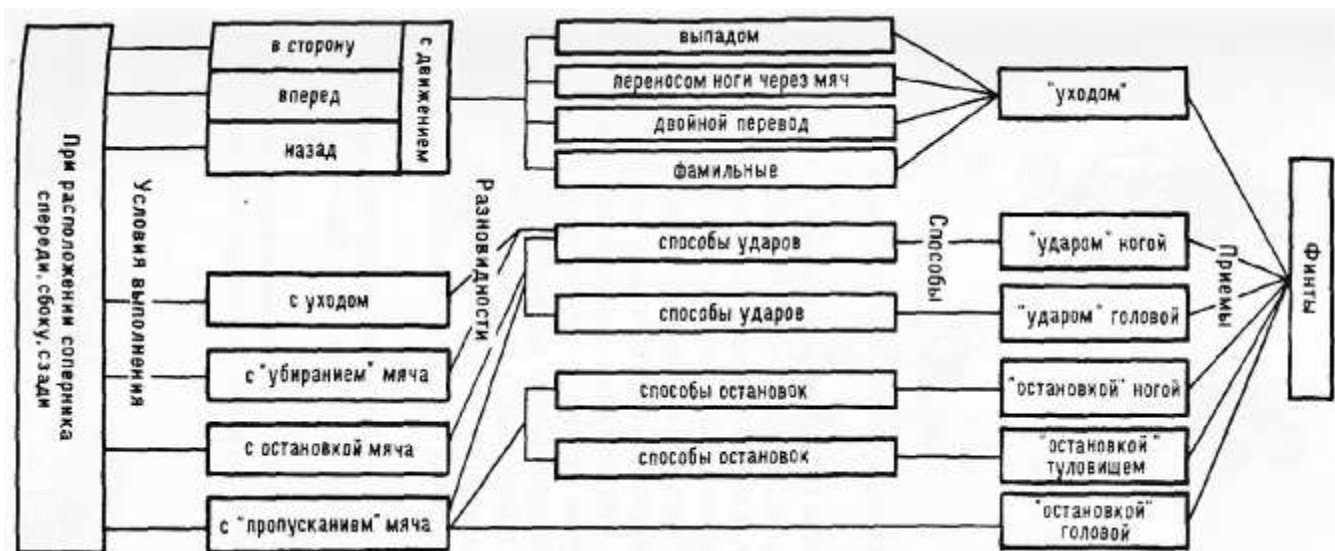 При расположении соперника
спереди, сбоку, сзади
Условия выполнения
в сторону
вперед
назад
с движением
с уходом
с "убиранием" мяча
с остановкой мяча
с "пропусканием" мяча
Разновидности
выпадом
переносом ноги через мяч
двойной перевод
фамильные
способы ударов
способы ударов
способы остановок
способы остановок
Способы
"уходом"
"ударом" ногой
"ударом" головой
"остановкой" ногой
"остановкой"
туловищем
"остановкой"
головой
Приемы
Финты